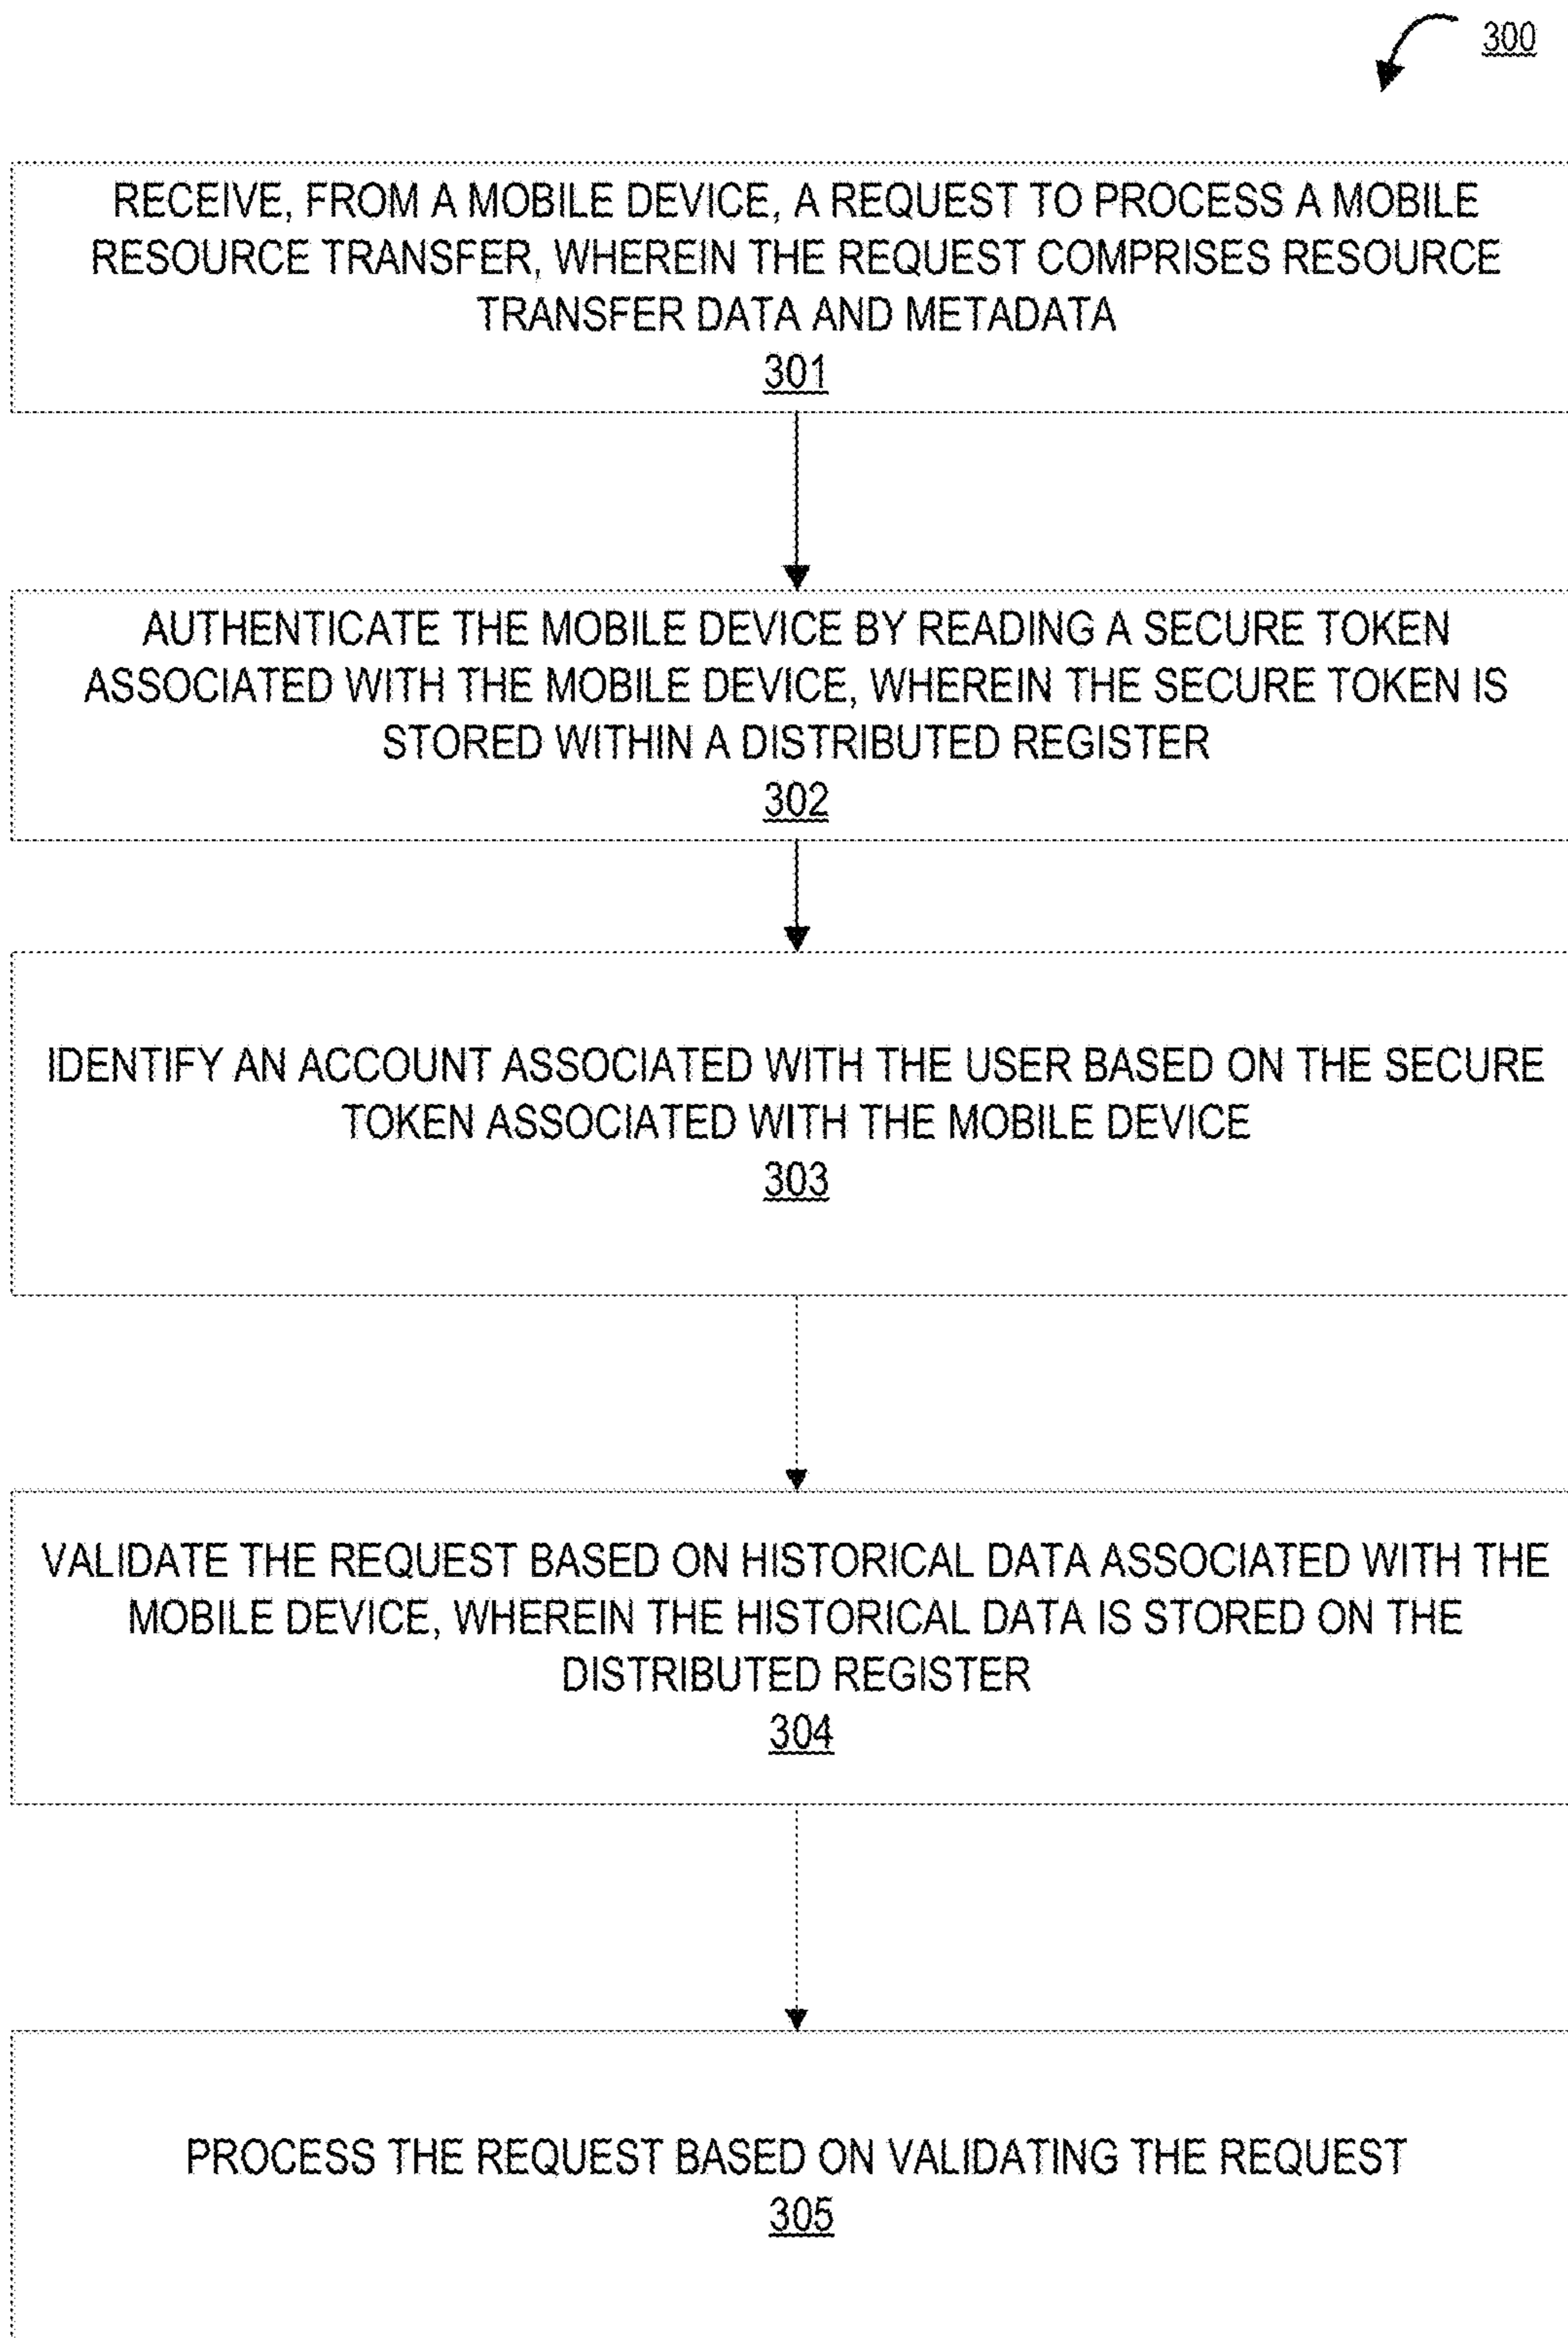 300
RECEIVE, FROM A MOBILE DEVICE, A REQUEST TO PROCESS A MOBILE
RESOURCE TRANSFER, WHEREIN THE REQUEST COMPRISES RESOURCE
TRANSFER DATA AND METADATA
301
AUTHENTICATE THE MOBILE DEVICE BY READING A SECURE TOKEN
ASSOCIATED WITH THE MOBILE DEVICE, WHEREIN THE SECURE TOKEN IS
STORED WITHIN A DISTRIBUTED REGISTER
302
IDENTIFY AN ACCOUNT ASSOCIATED WITH THE USER BASED ON THE SECURE
TOKEN ASSOCIATED WITH THE MOBILE DEVICE
303
VALIDATE THE REQUEST BASED ON HISTORICAL DATA ASSOCIATED WITH THE
MOBILE DEVICE, WHEREIN THE HISTORICAL DATA IS STORED ON THE
DISTRIBUTED REGISTER
304
PROCESS THE REQUEST BASED ON VALIDATING THE REQUEST
305